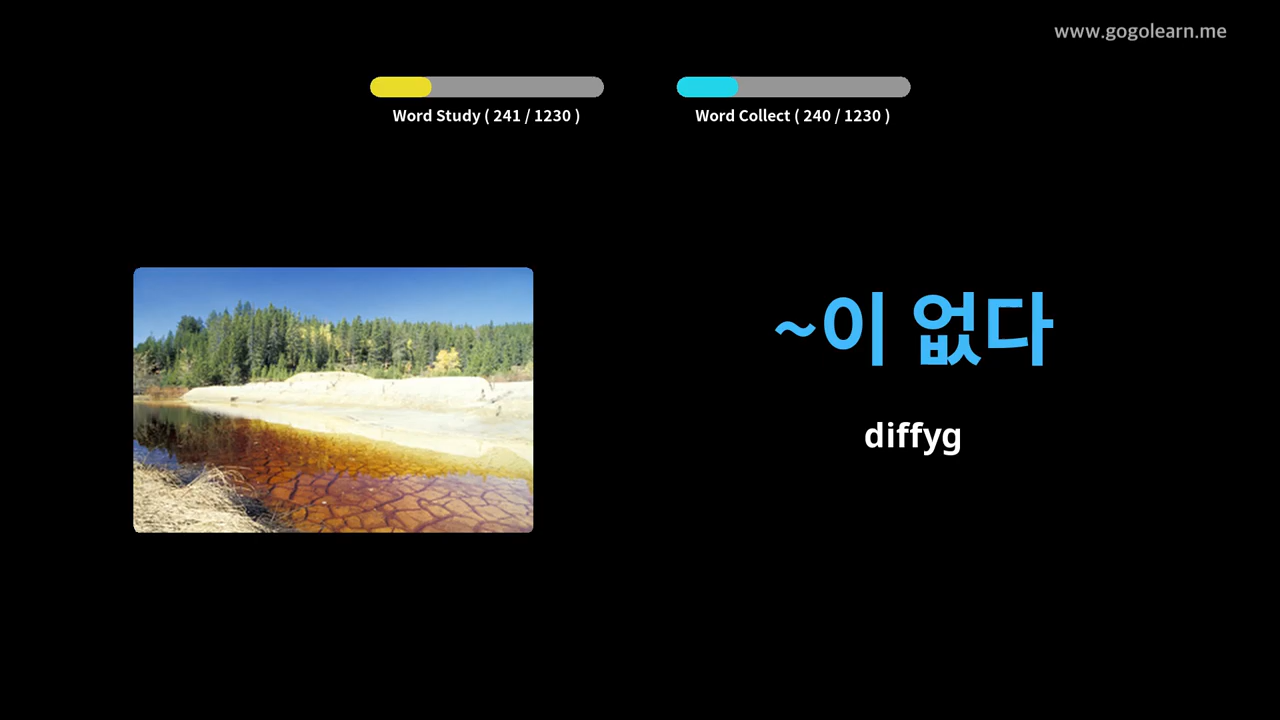 www.gogolearn.me
Word Study ( 241 / 1230 )
Word Collect ( 240 / 1230 )
~이 없다
diffyg